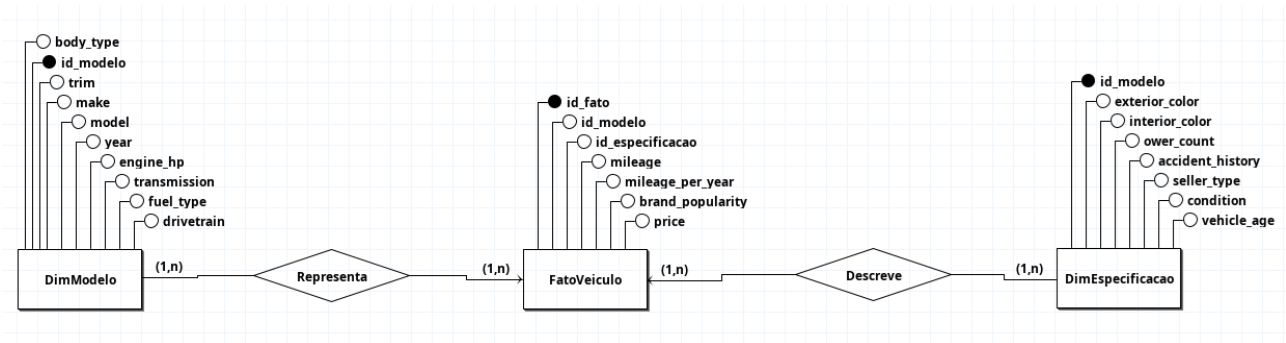 body_type
id_modelo
trim
make
model
year
engine_hp
transmission
fuel_type
drivetrain
DimModelo
(1,n)
Representa
(1,n)
id_fato
id_modelo
id_especificacao
mileage
mileage_per_year
brand_popularity
price
FatoVeiculo
(1,n)
Descreve
(1,n)
id_modelo
exterior_color
interior_color
ower_count
accident_history
seller_type
condition
vehicle_age
DimEspecificacao